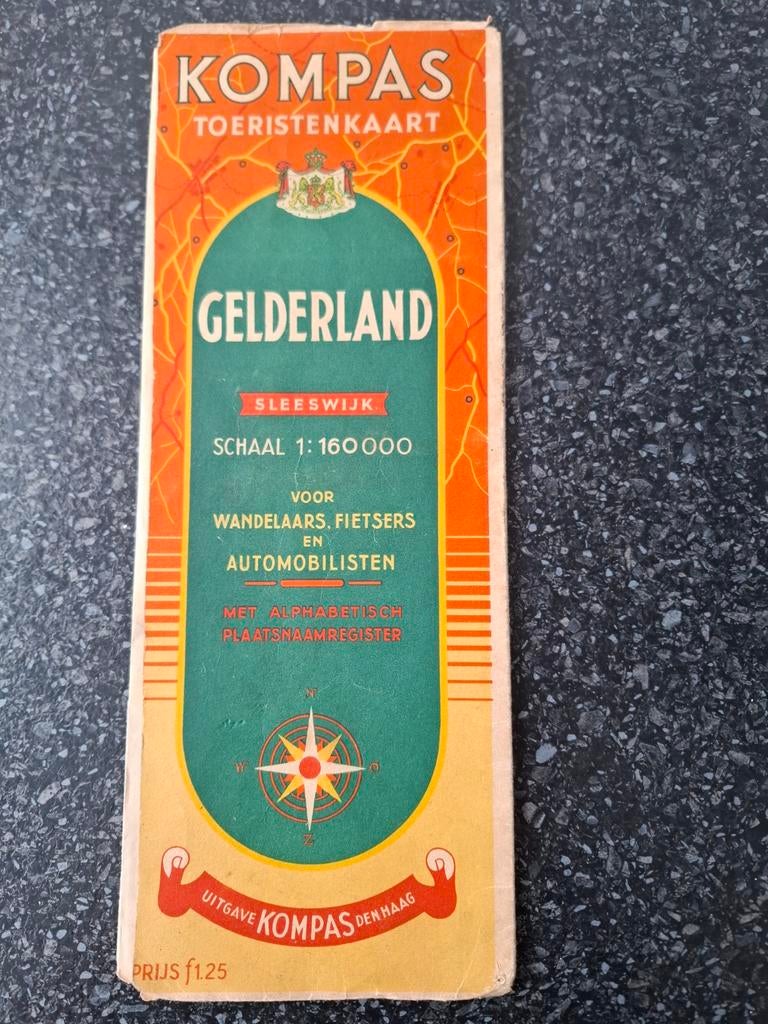 KOMPAS
TOERISTENKAART
GELDERLAND
SLEESWIJK
SCHAAL 1:160000
VOOR
WANDELAARS, FIETSERS
EN
AUTOMOBILISTEN
MET ALPHABETISCH
PLAATSNAAMREGISTER
N
W O
Z
UITGAVE KOMPAS DEN HAAG
PRIJS f1.25